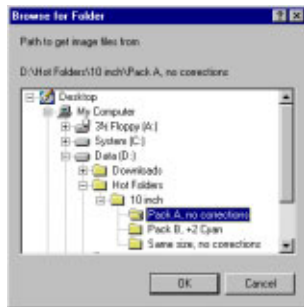 Browse for Folder
Path to get image files from
D:\Hot Folders\10 inch\Pack A, no corrections
Desktop
My Computer
3½ Floppy (A:)
System (C:)
Data (D:)
Downloads
Hot Folders
10 inch
Pack A, no corrections
Pack B, +2 Cyan
Same size, no corrections
OK
Cancel